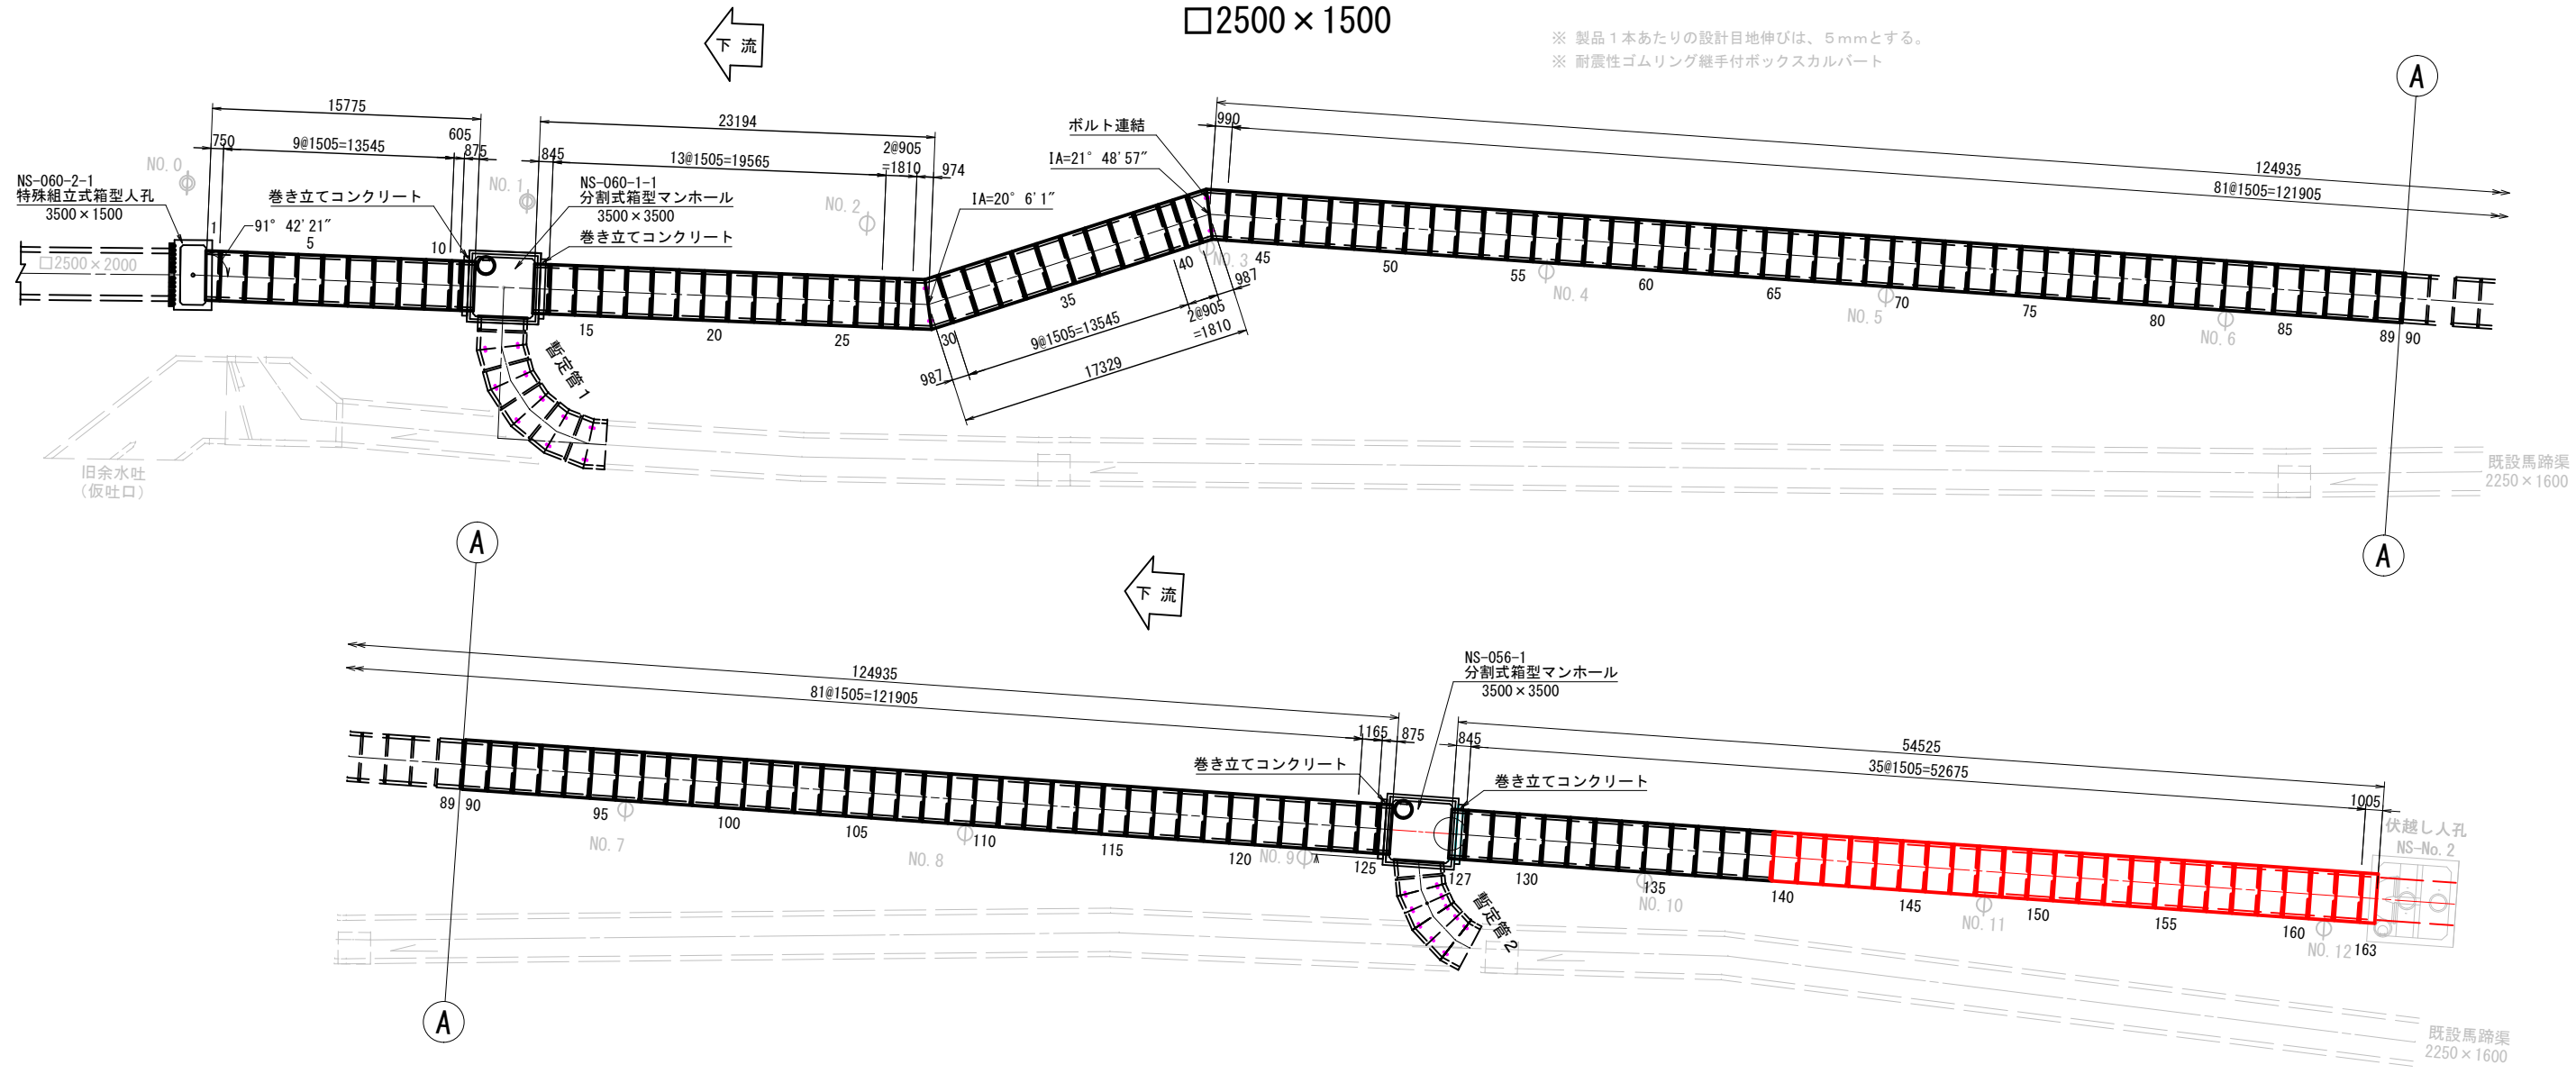 □2500×1500
※ 製品1本あたりの設計目地伸びは、5mmとする。
※ 耐震性ゴムリング継手付ボックスカルバート
下 流
A
15775
750
9@1505=13545
605
875
NO.0
NS-060-2-1
特殊組立式箱型人孔
3500×1500
巻き立てコンクリート
91°42'21"
1
5
10
□2500×2000
NO.1
NS-060-1-1
分割式箱型マンホール
3500×3500
巻き立てコンクリート
23194
845
13@1505=19565
2@905
=1810
974
NO.2
IA=20°6'1"
ボルト連結
IA=21°48'57"
990
124935
81@1505=121905
15
20
25
30
35
40
45
50
55
60
65
70
75
80
85
89
90
NO.3
NO.4
NO.5
NO.6
987
9@1505=13545
2@905
=1810
987
17329
暫定管1
旧余水吐
(仮吐口)
既設馬蹄渠
2250×1600
A
A
下 流
124935
81@1505=121905
1165
875
NS-056-1
分割式箱型マンホール
3500×3500
巻き立てコンクリート
巻き立てコンクリート
845
54525
35@1505=52675
1005
伏越し人孔
NS-No.2
89
90
95
100
105
110
115
120
125
127
130
135
140
145
150
155
160
163
NO.7
NO.8
NO.9
NO.10
NO.11
NO.12
暫定管2
A
既設馬蹄渠
2250×1600